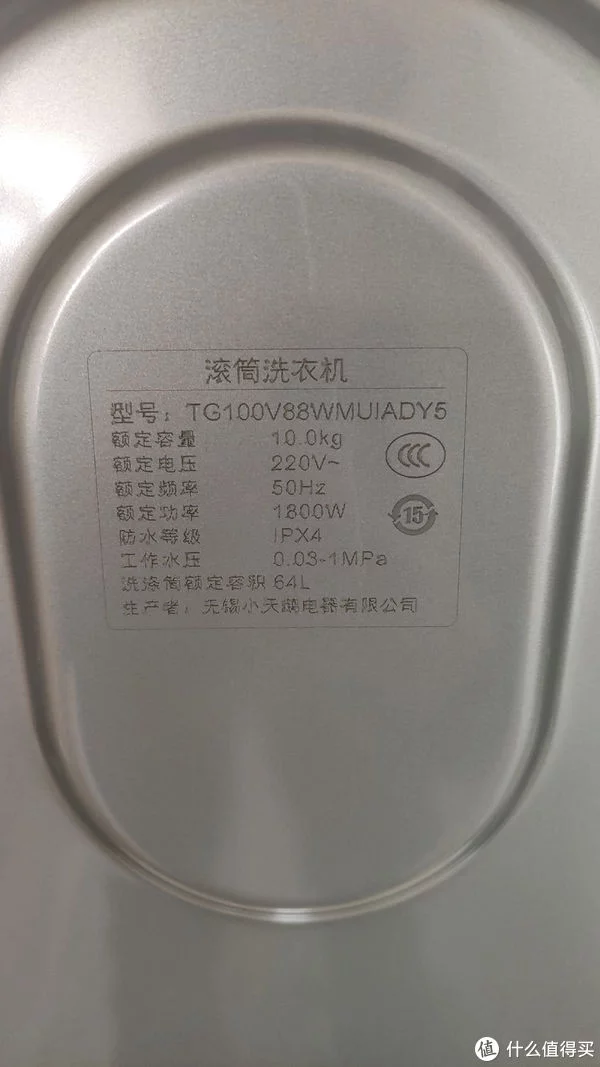 滚筒洗衣机
型号：TG100V88WMUIADY5
额定容量 10.0kg
额定电压 220V~
额定频率 50Hz
额定功率 1800W
防水等级 IPX4
工作水压 0.03-1MPa
洗涤筒额定容积 64L
生产者：无锡小天鹅电器有限公司
CCC
15
值 什么值得买